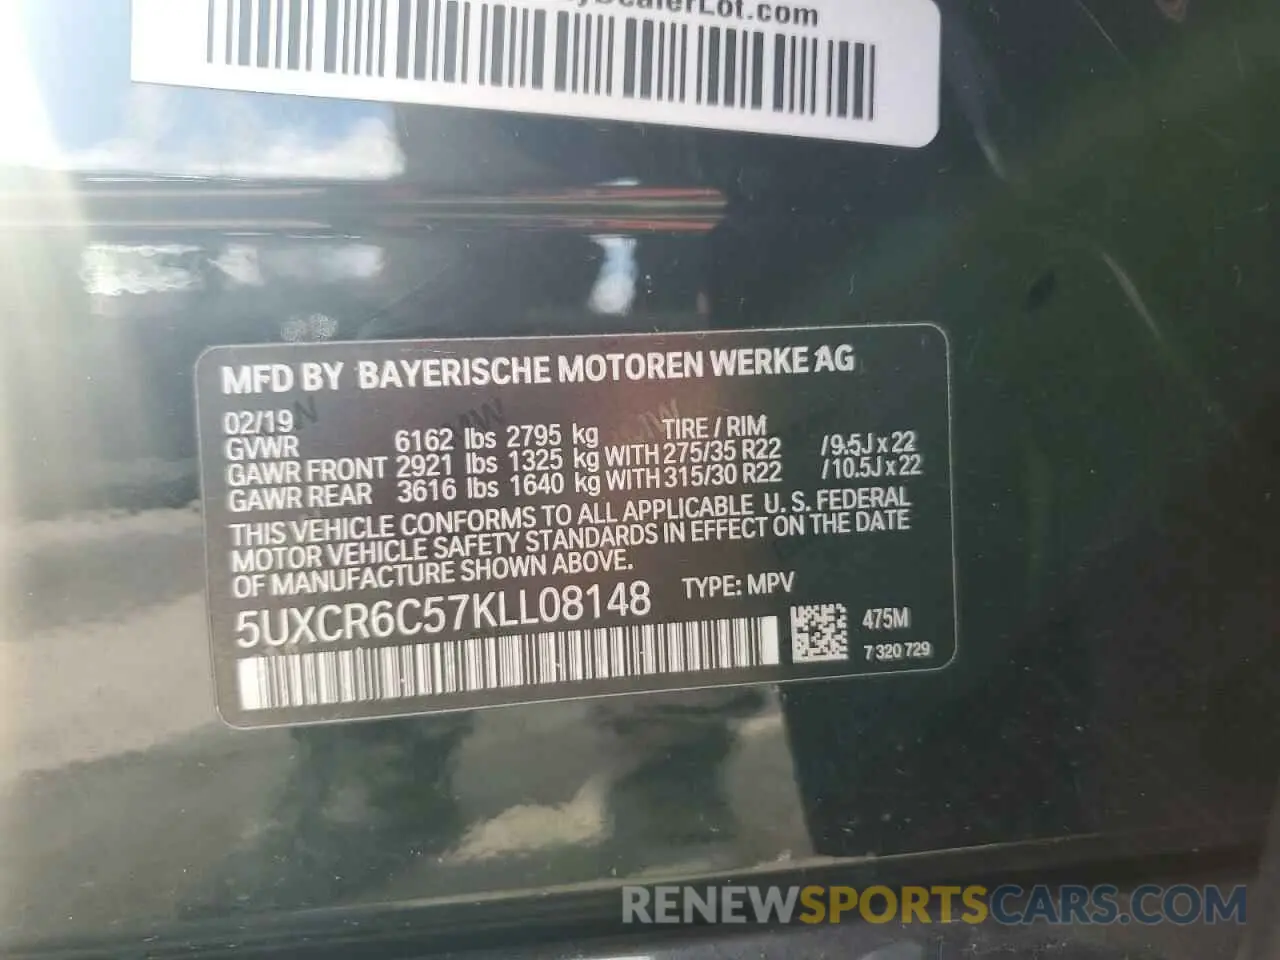 DealerLot.com
MFD BY BAYERISCHE MOTOREN WERKE AG
02/19
GVWR 6162 lbs 2795 kg TIRE / RIM
GAWR FRONT 2921 lbs 1325 kg WITH 275/35 R22 /9.5J x 22
GAWR REAR 3616 lbs 1640 kg WITH 315/30 R22 /10.5J x 22
THIS VEHICLE CONFORMS TO ALL APPLICABLE U. S. FEDERAL
MOTOR VEHICLE SAFETY STANDARDS IN EFFECT ON THE DATE
OF MANUFACTURE SHOWN ABOVE.
5UXCR6C57KLL08148 TYPE: MPV
475M
7 320 729
RENEWSPORTSCARS.COM